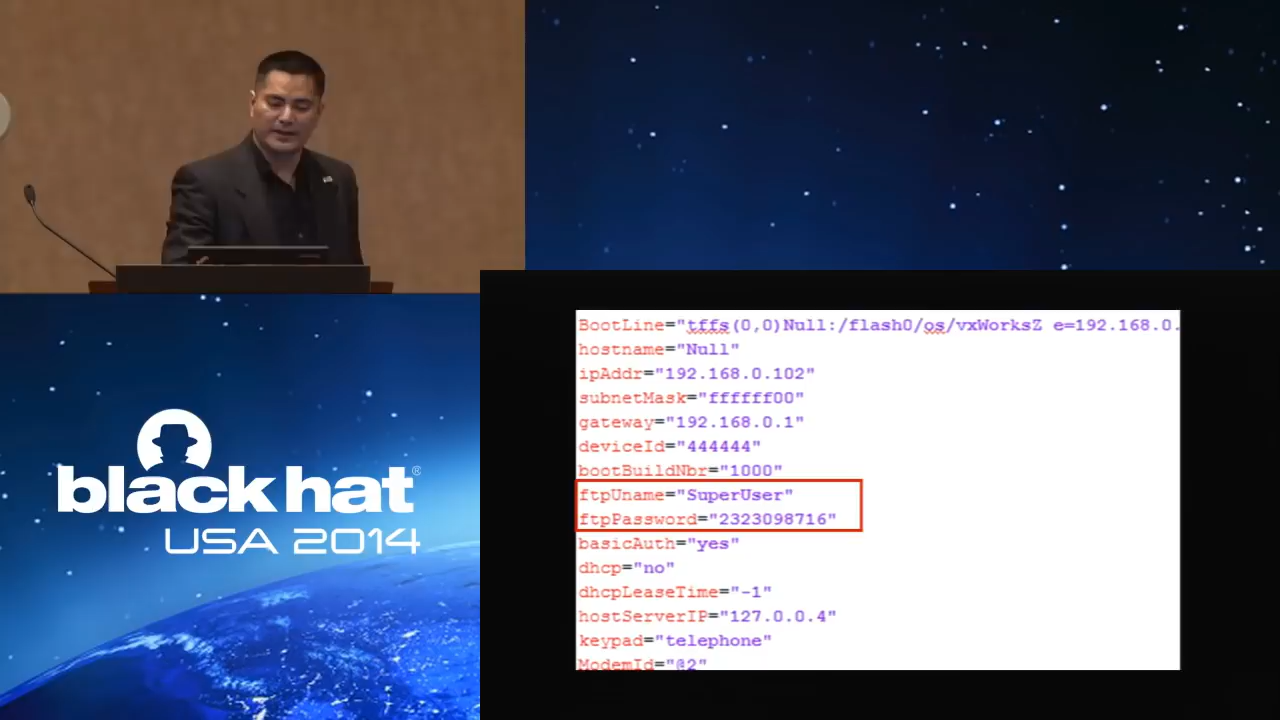 black hat®
USA 2014
BootLine="tffs(0,0)Null:/flash0/os/vxWorksZ e=192.168.0.
hostname="Null"
ipAddr="192.168.0.102"
subnetMask="ffffff00"
gateway="192.168.0.1"
deviceId="444444"
bootBuildNbr="1000"
ftpUname="SuperUser"
ftpPassword="2323098716"
basicAuth="yes"
dhcp="no"
dhcpLeaseTime="-1"
hostServerIP="127.0.0.4"
keypad="telephone"
ModemId="@2"